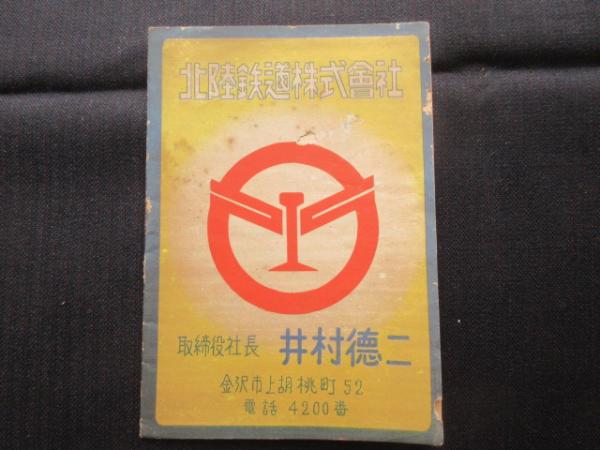 北陸鉄道株式會社
取締役社長 井村徳二
金沢市上胡桃町52
電話 4200番